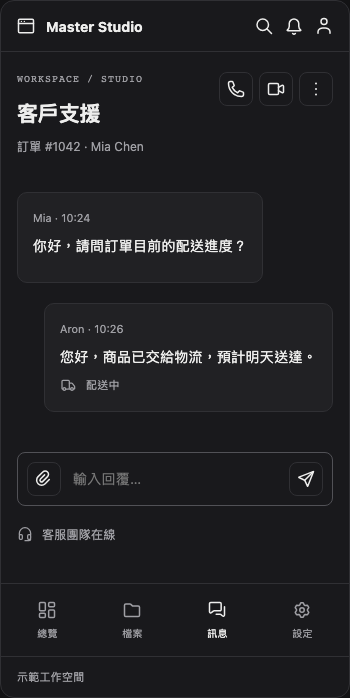 Master Studio
WORKSPACE / STUDIO
客戶支援
訂單 #1042 · Mia Chen
Mia · 10:24
你好，請問訂單目前的配送進度？
Aron · 10:26
您好，商品已交給物流，預計明天送達。
配送中
輸入回覆...
客服團隊在線
總覽
檔案
訊息
設定
示範工作空間